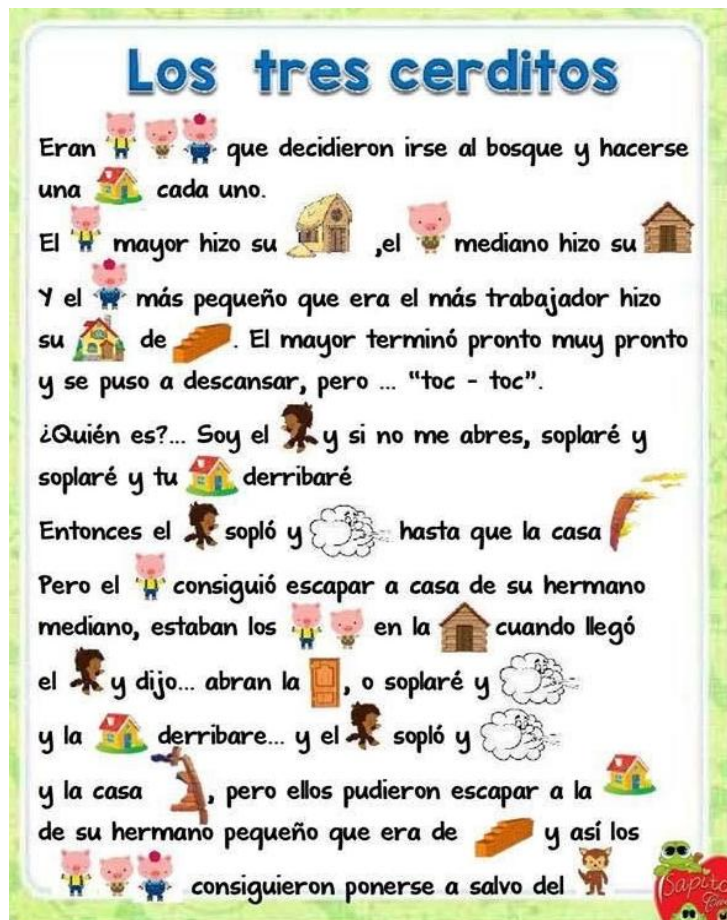 Los tres cerditos
Eran que decidieron irse al bosque y hacerse
una cada uno.
El mayor hizo su ,el mediano hizo su
Y el más pequeño que era el más trabajador hizo
su de . El mayor terminó pronto muy pronto
y se puso a descansar, pero ... "toc - toc".
¿Quién es?... Soy el y si no me abres, soplaré y
soplaré y tu derribaré
Entonces el sopló y hasta que la casa
Pero el consiguió escapar a casa de su hermano
mediano, estaban los en la cuando llegó
el y dijo... abran la , o soplaré y
y la derribare... y el sopló y
y la casa , pero ellos pudieron escapar a la
de su hermano pequeño que era de y así los
consiguieron ponerse a salvo del
Sapito